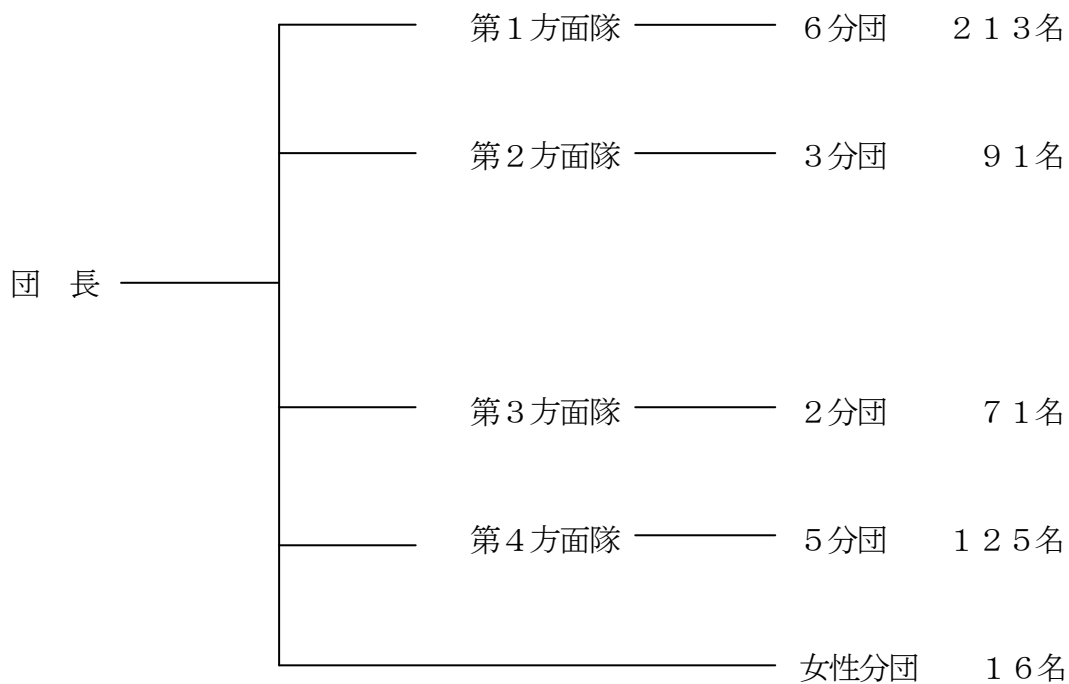 第１方面隊 ６分団 ２１３名
第２方面隊 ３分団 ９１名
団　長
第３方面隊 ２分団 ７１名
第４方面隊 ５分団 １２５名
女性分団 １６名